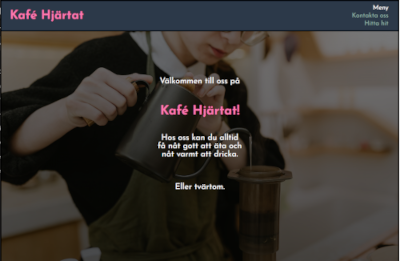 Kafé Hjärtat
Meny
Kontakta oss
Hitta hit
Välkommen till oss på
Kafé Hjärtat!
Hos oss kan du alltid
få nåt gott att äta och
nåt varmt att dricka.
Eller tvärtom.